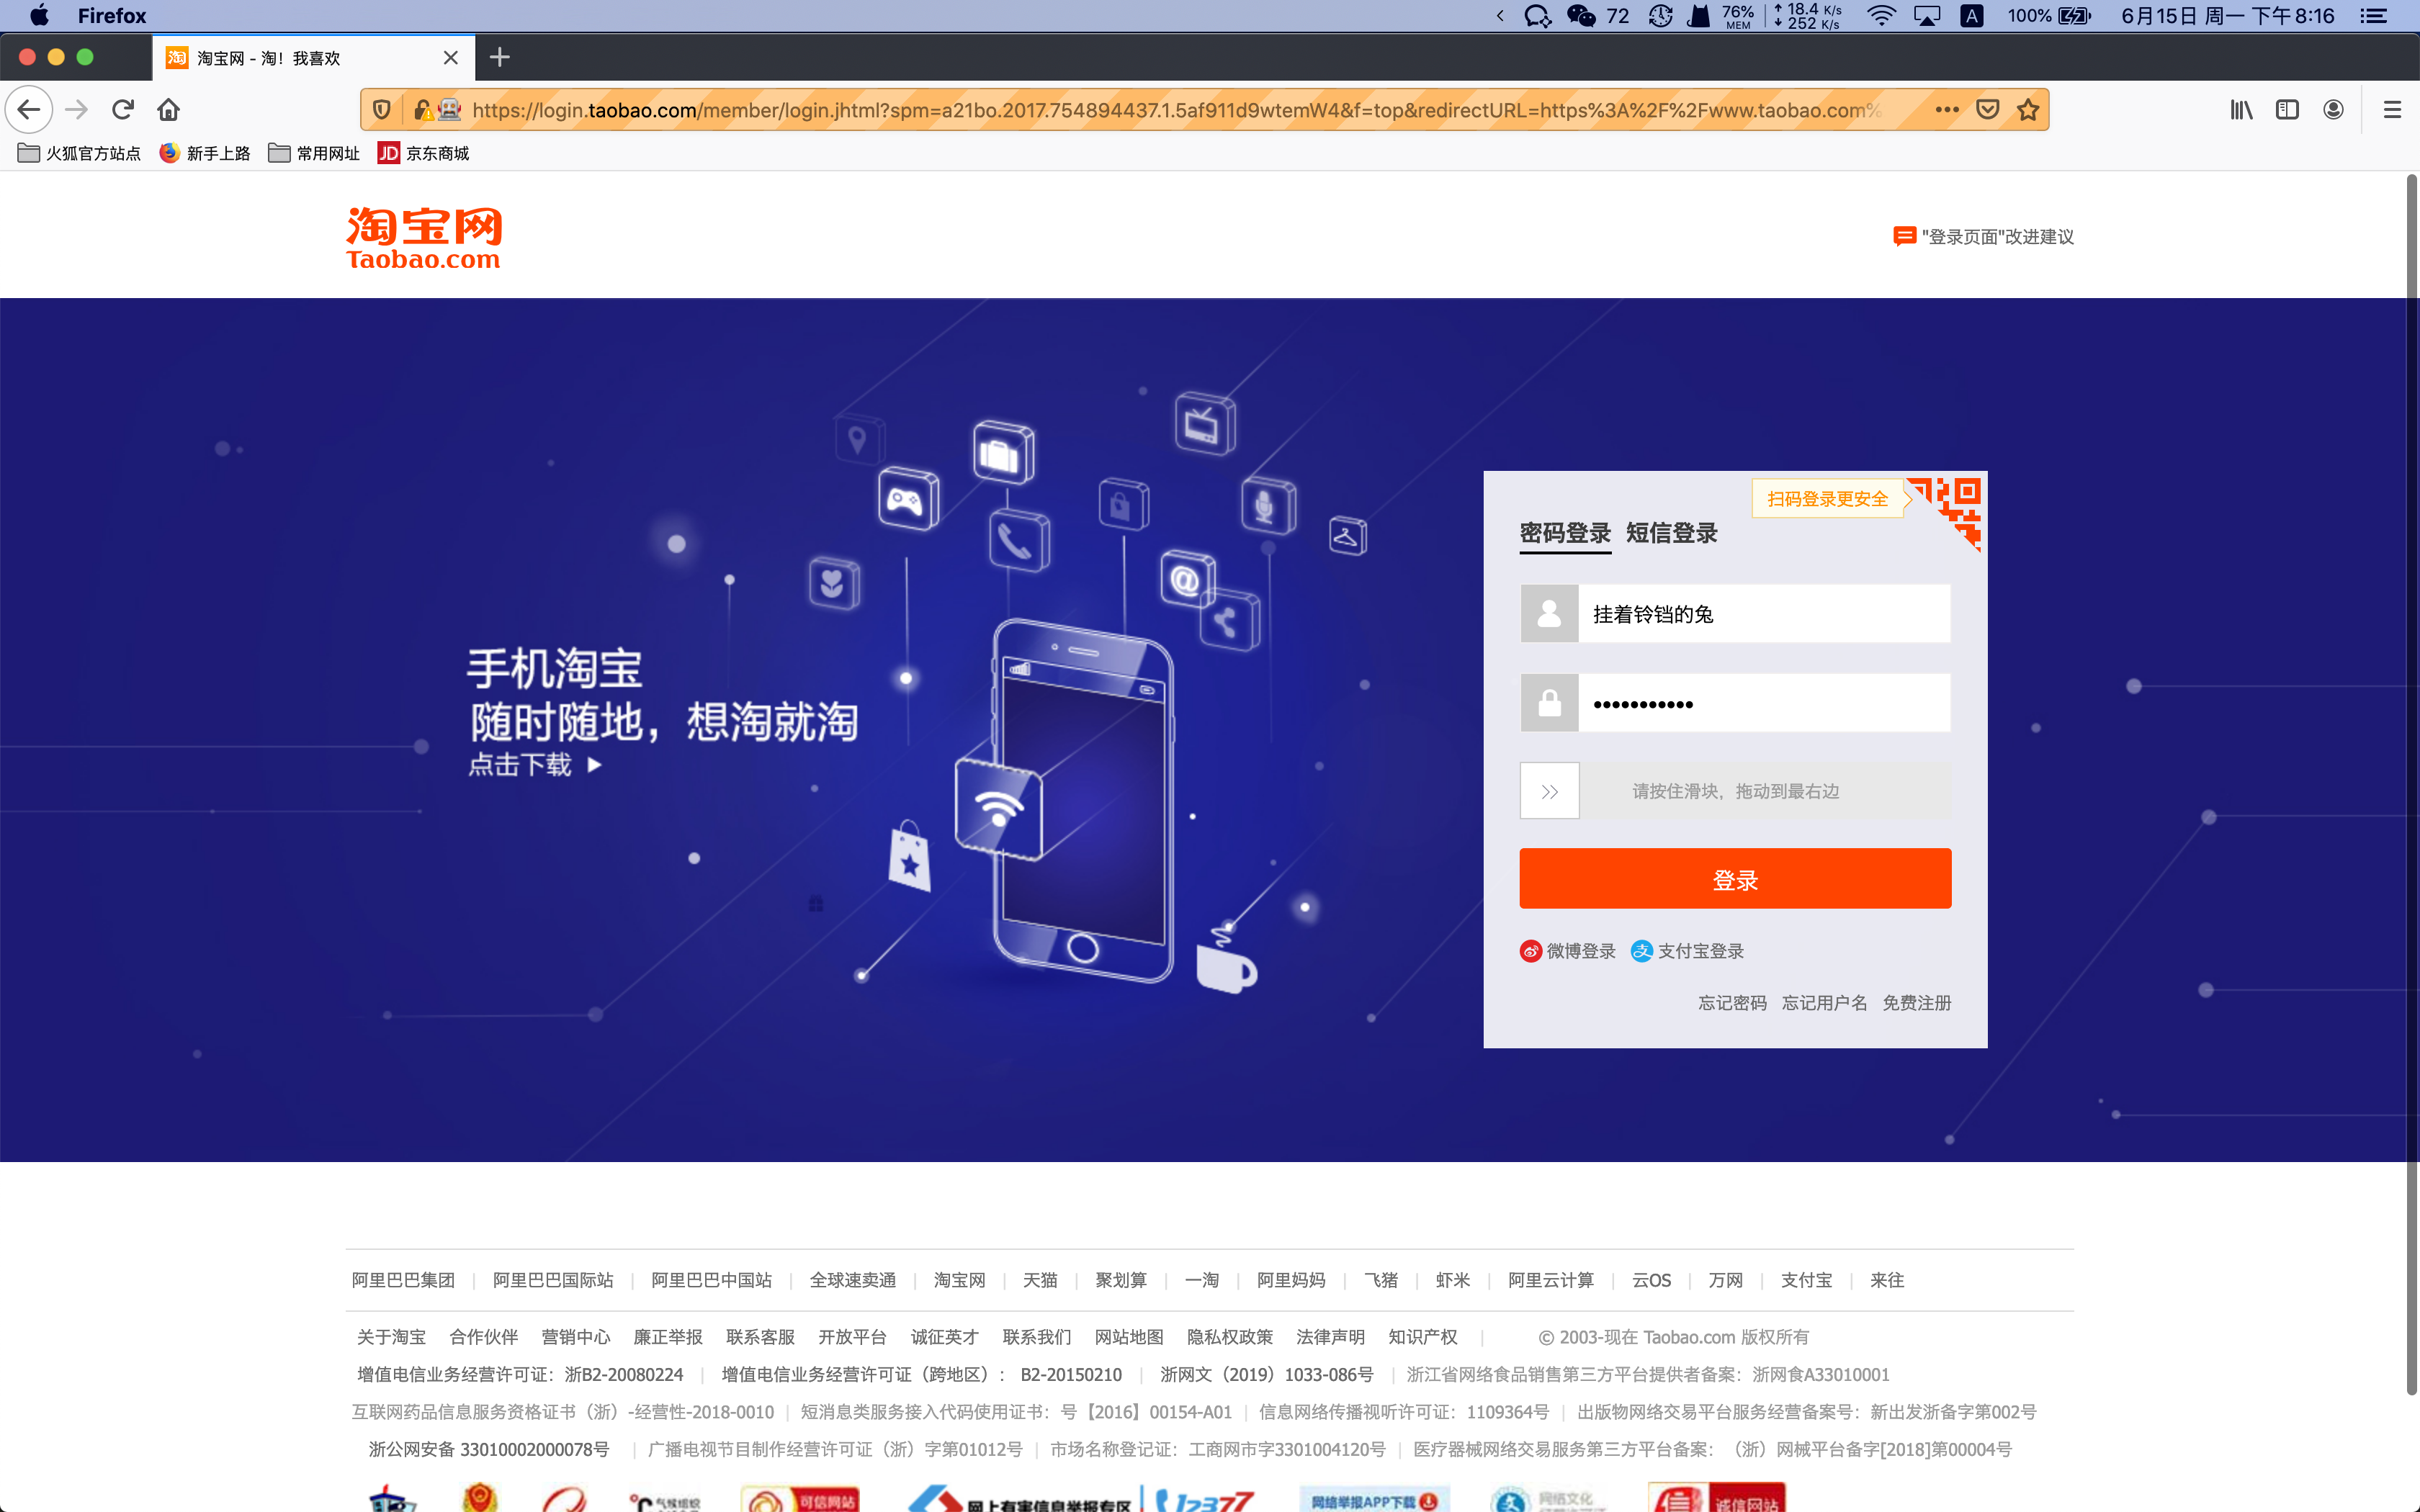 Firefox
72
76% MEM
18.4 K/s
252 K/s
A
100%
6月15日 周一 下午8:16
淘 淘宝网 - 淘！我喜欢
https://login.taobao.com/member/login.jhtml?spm=a21bo.2017.754894437.1.5af911d9wtemW4&f=top&redirectURL=https%3A%2F%2Fwww.taobao.com%
火狐官方站点 新手上路 常用网址 JD 京东商城
淘宝网
Taobao.com
"登录页面"改进建议
扫码登录更安全
密码登录 短信登录
挂着铃铛的兔
•••••••••••
请按住滑块，拖动到最右边
登录
微博登录 支付宝登录
忘记密码 忘记用户名 免费注册
手机淘宝
随时随地，想淘就淘
点击下载
阿里巴巴集团 | 阿里巴巴国际站 | 阿里巴巴中国站 | 全球速卖通 | 淘宝网 | 天猫 | 聚划算 | 一淘 | 阿里妈妈 | 飞猪 | 虾米 | 阿里云计算 | 云OS | 万网 | 支付宝 | 来往
关于淘宝 合作伙伴 营销中心 廉正举报 联系客服 开放平台 诚征英才 联系我们 网站地图 隐私权政策 法律声明 知识产权 | © 2003-现在 Taobao.com 版权所有
增值电信业务经营许可证：浙B2-20080224 | 增值电信业务经营许可证（跨地区）： B2-20150210 | 浙网文（2019）1033-086号 | 浙江省网络食品销售第三方平台提供者备案：浙网食A33010001
互联网药品信息服务资格证书（浙）-经营性-2018-0010 | 短消息类服务接入代码使用证书：号【2016】00154-A01 | 信息网络传播视听许可证：1109364号 | 出版物网络交易平台服务经营备案号：新出发浙备字第002号
浙公网安备 33010002000078号 | 广播电视节目制作经营许可证（浙）字第01012号 | 市场名称登记证：工商网市字3301004120号 | 医疗器械网络交易服务第三方平台备案：（浙）网械平台备字[2018]第00004号
可信网站
网上有害信息举报专区
12377
网络举报APP下载
网络文化
诚信网站